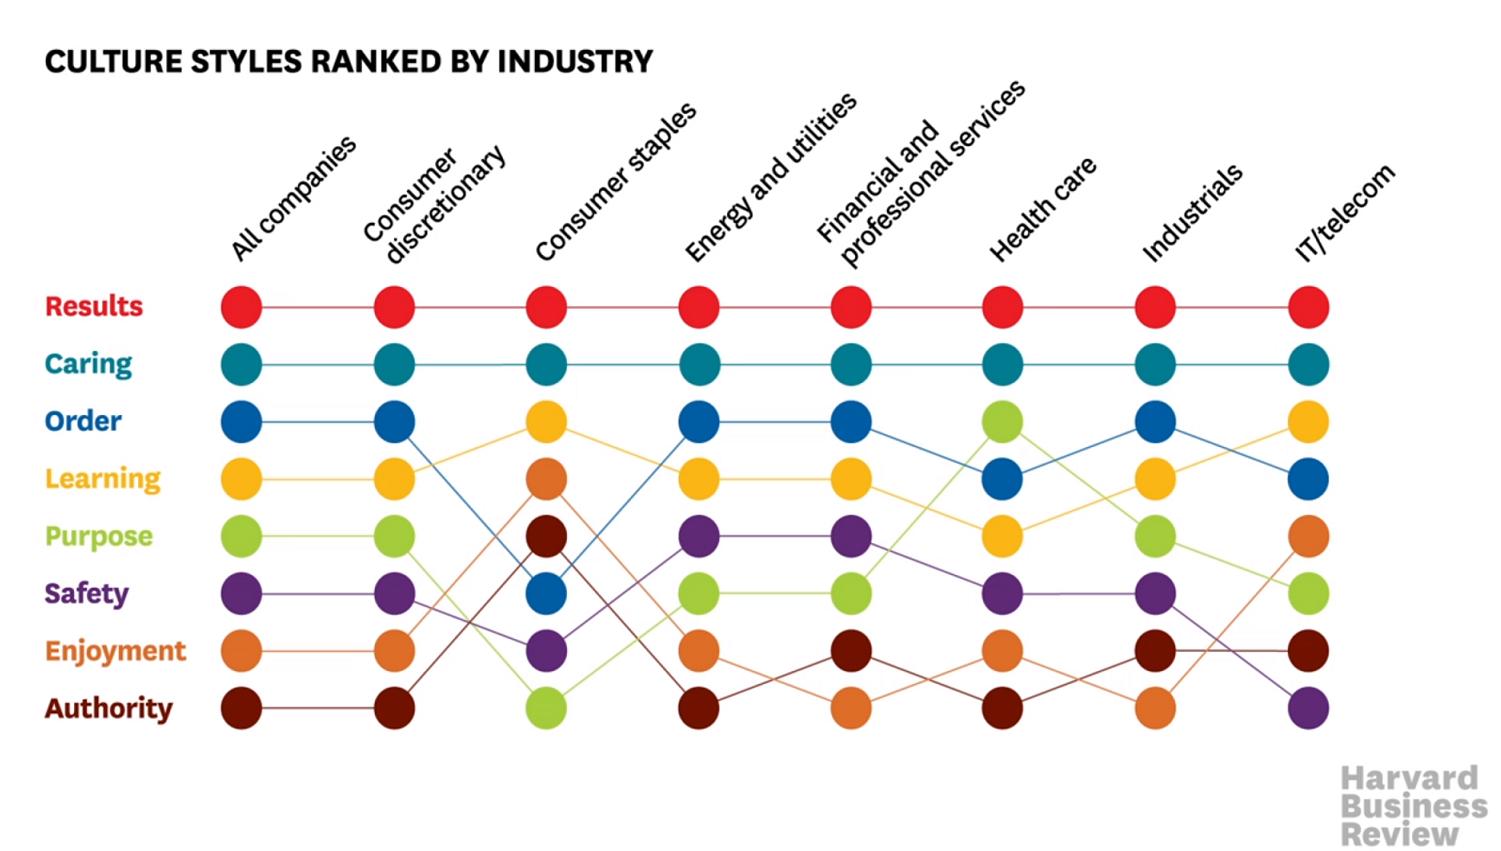 CULTURE STYLES RANKED BY INDUSTRY
All companies
Consumer
discretionary
Consumer staples
Energy and utilities
Financial and
professional services
Health care
Industrials
IT/telecom
Results
Caring
Order
Learning
Purpose
Safety
Enjoyment
Authority
Harvard
Business
Review